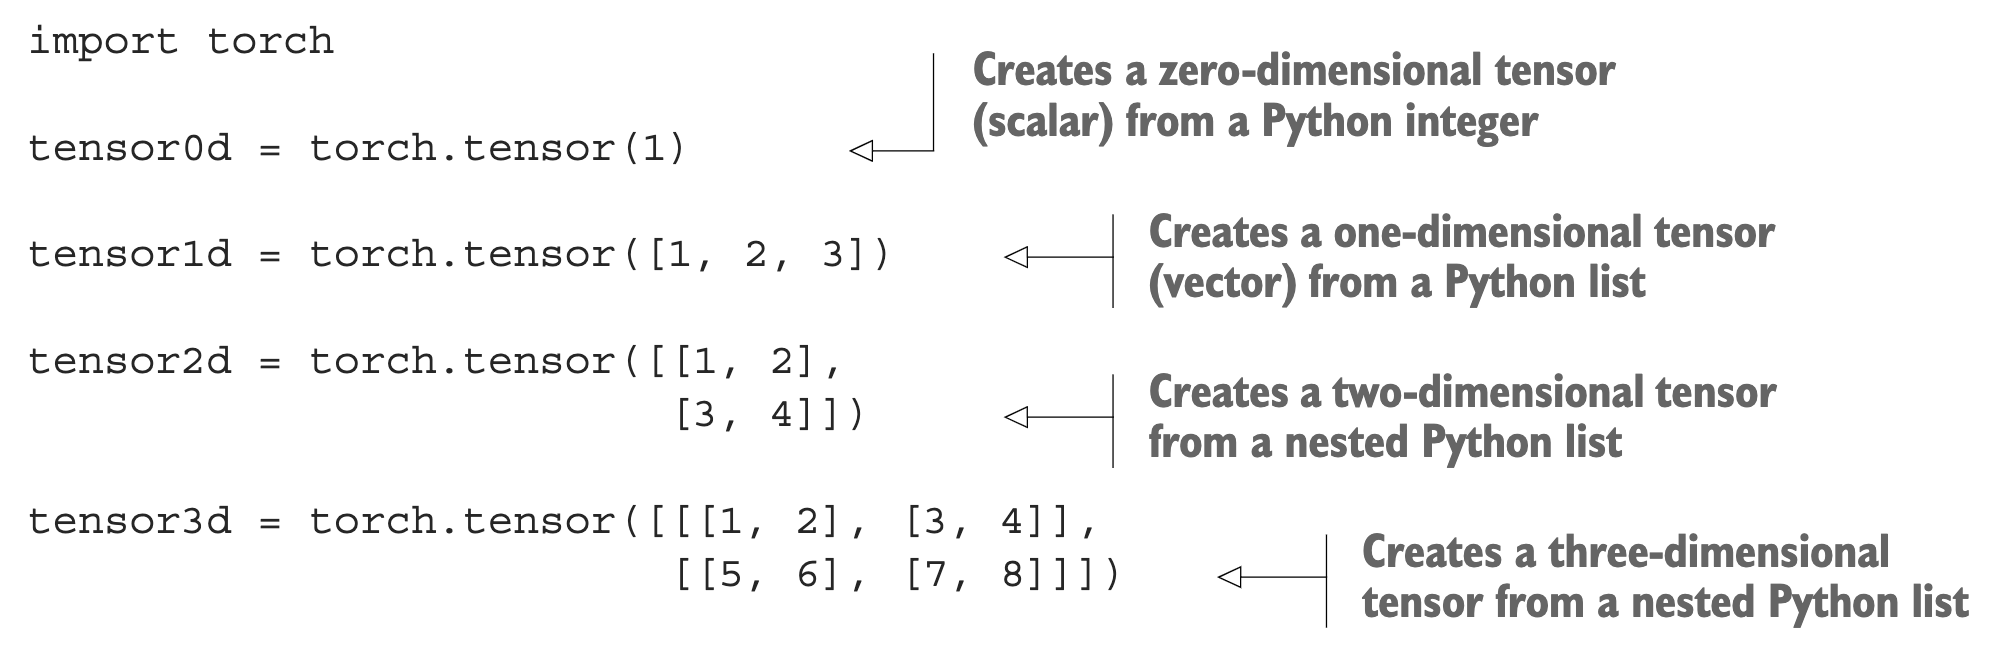 import torch
Creates a zero-dimensional tensor
(scalar) from a Python integer
tensor0d = torch.tensor(1)
Creates a one-dimensional tensor
(vector) from a Python list
tensor1d = torch.tensor([1, 2, 3])
Creates a two-dimensional tensor
from a nested Python list
tensor2d = torch.tensor([[1, 2],
                         [3, 4]])
Creates a three-dimensional
tensor from a nested Python list
tensor3d = torch.tensor([[[1, 2], [3, 4]],
                         [[5, 6], [7, 8]]])